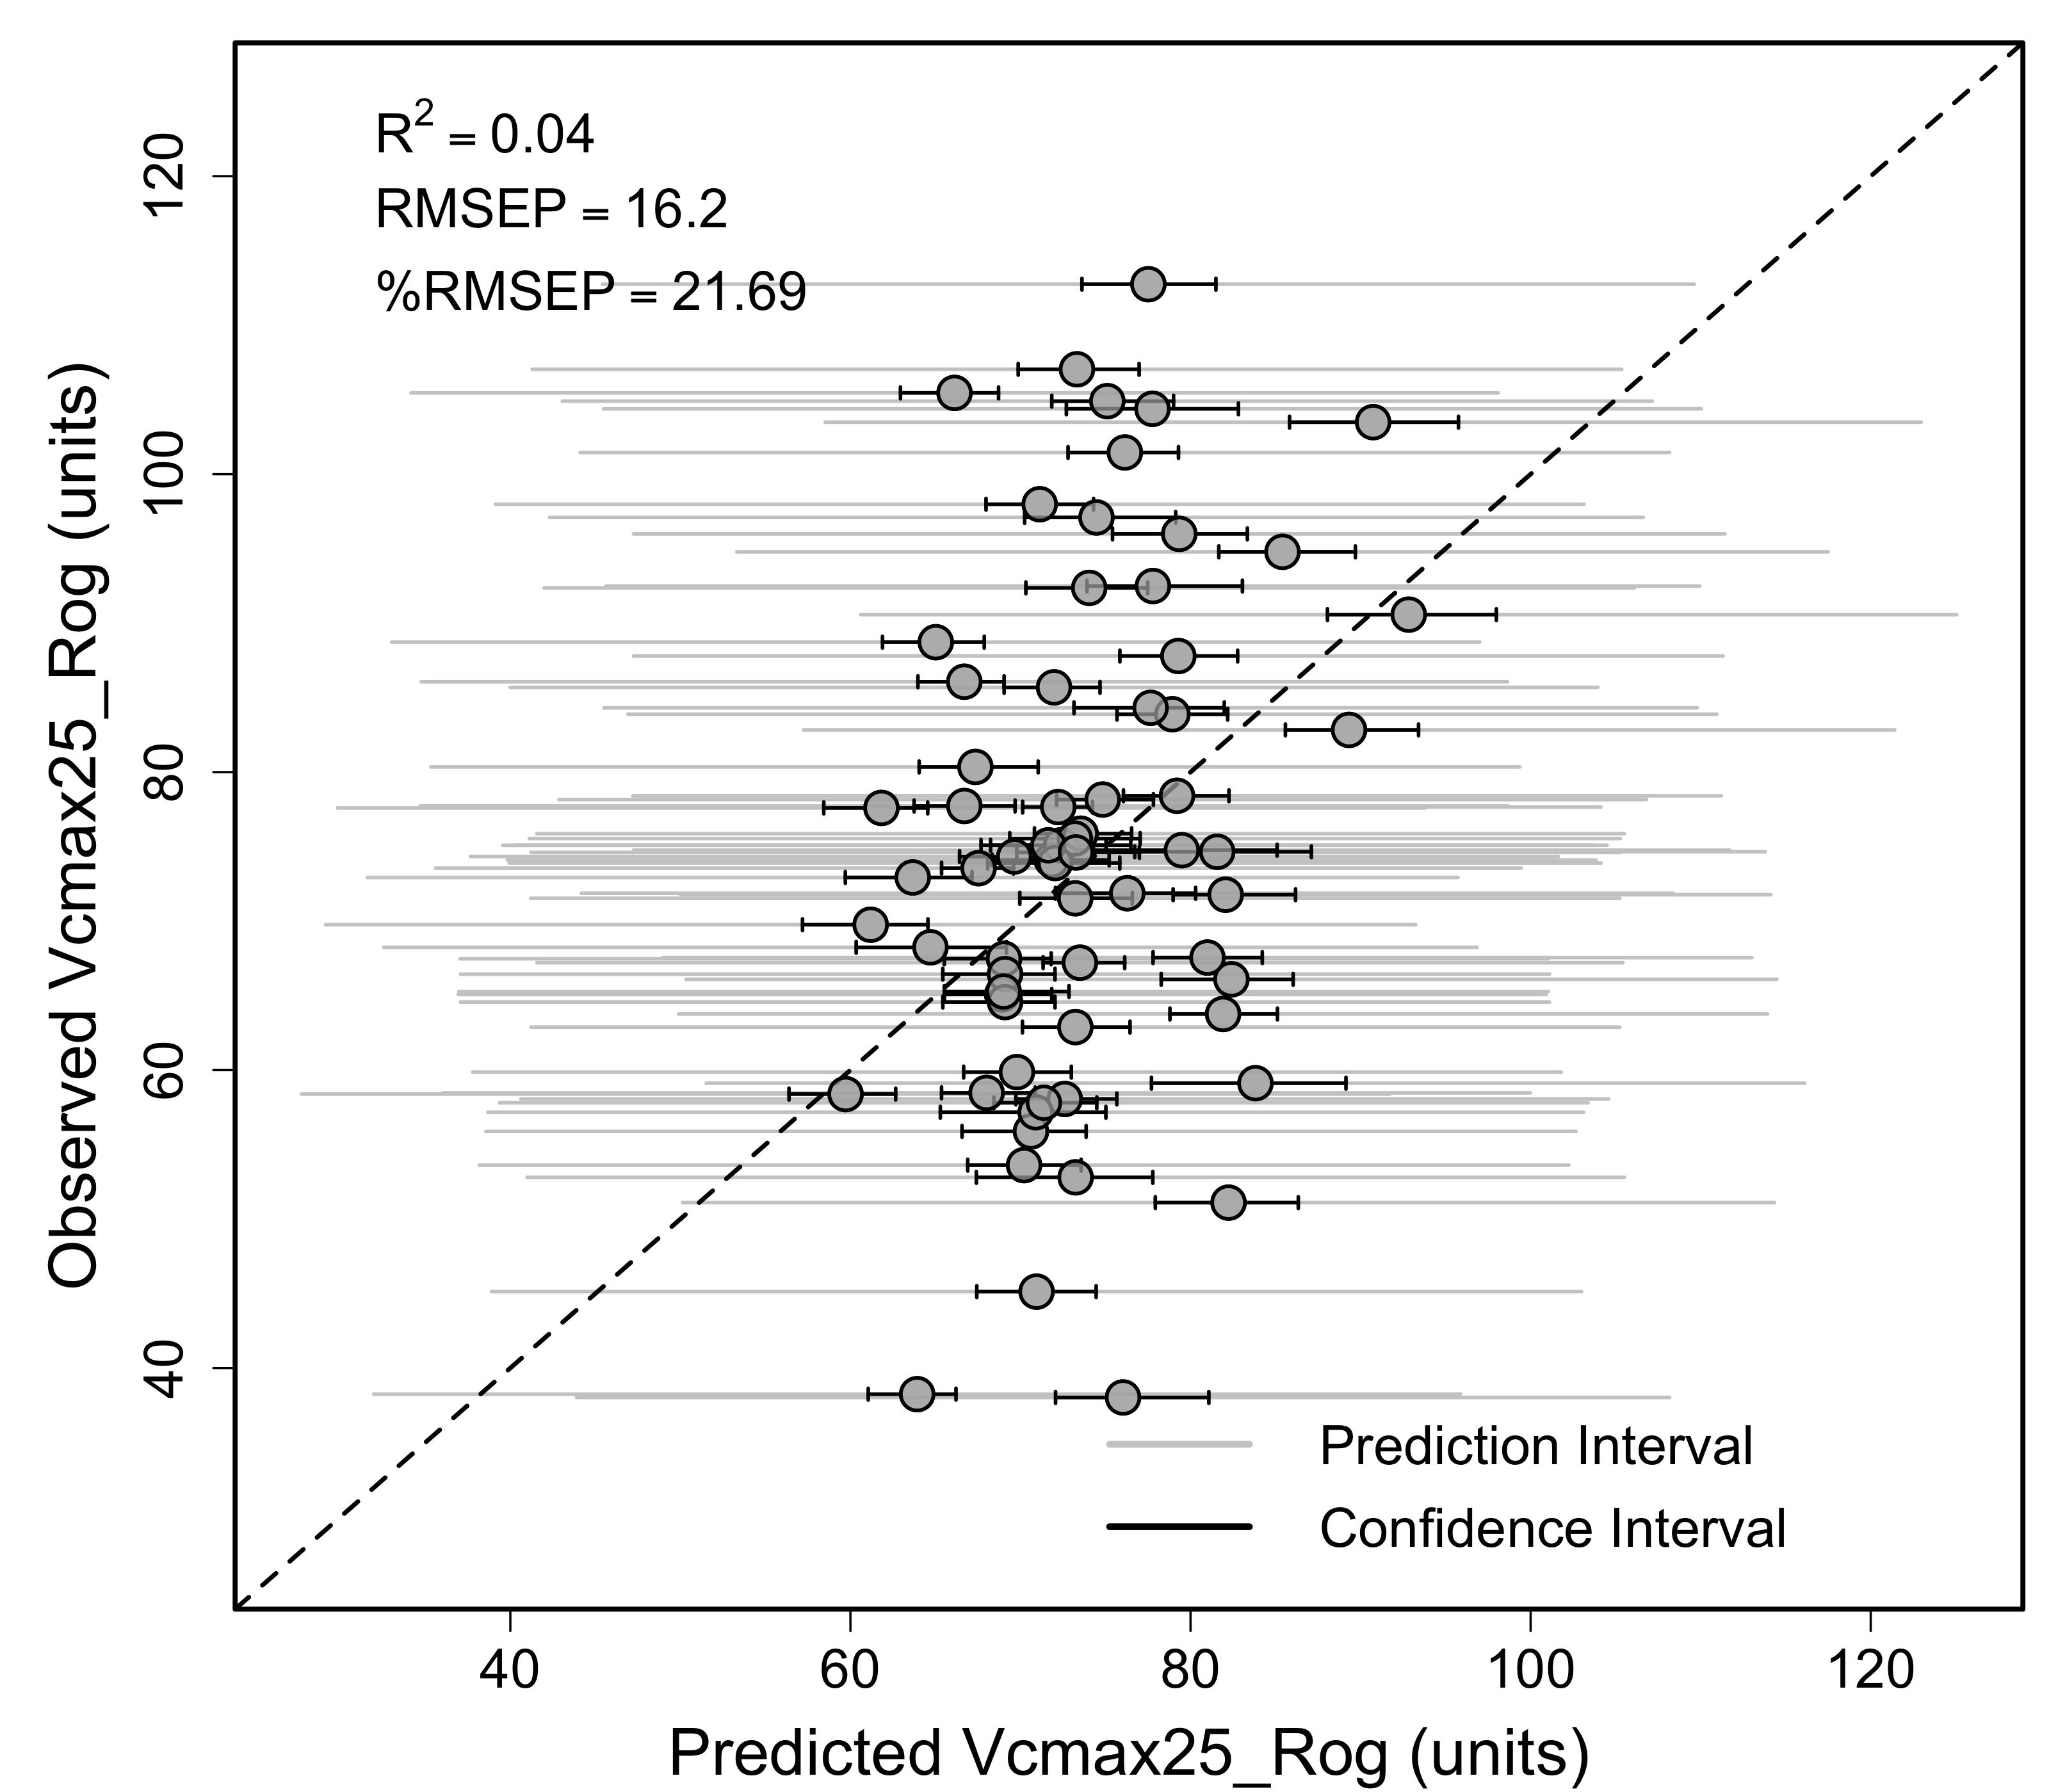 R² = 0.04
RMSEP = 16.2
%RMSEP = 21.69
Observed Vcmax25_Rog (units)
120
100
80
60
40
Prediction Interval
Confidence Interval
40 60 80 100 120
Predicted Vcmax25_Rog (units)